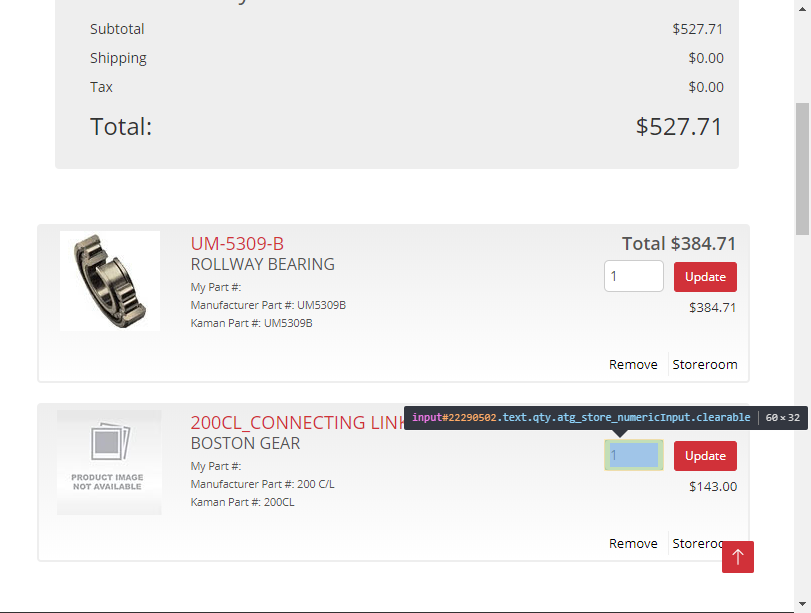 Subtotal $527.71
Shipping $0.00
Tax $0.00
Total: $527.71
UM-5309-B Total $384.71
ROLLWAY BEARING 1 Update
My Part #:
Manufacturer Part #: UM5309B $384.71
Kaman Part #: UM5309B
Remove Storeroom
200CL_CONNECTING LINK input#22290502.text.qty.atg_store_numericInput.clearable 60 × 32
BOSTON GEAR 1 Update
PRODUCT IMAGE
NOT AVAILABLE
My Part #:
Manufacturer Part #: 200 C/L $143.00
Kaman Part #: 200CL
Remove Storeroo